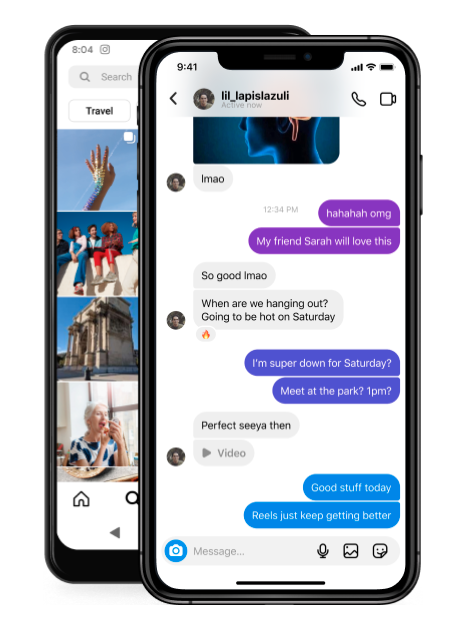 8:04
Search
Travel
9:41
lil_lapislazuli
Active now
lmao
12:34 PM
hahahah omg
My friend Sarah will love this
So good lmao
When are we hanging out?
Going to be hot on Saturday
I'm super down for Saturday?
Meet at the park? 1pm?
Perfect seeya then
Video
Good stuff today
Reels just keep getting better
Message...